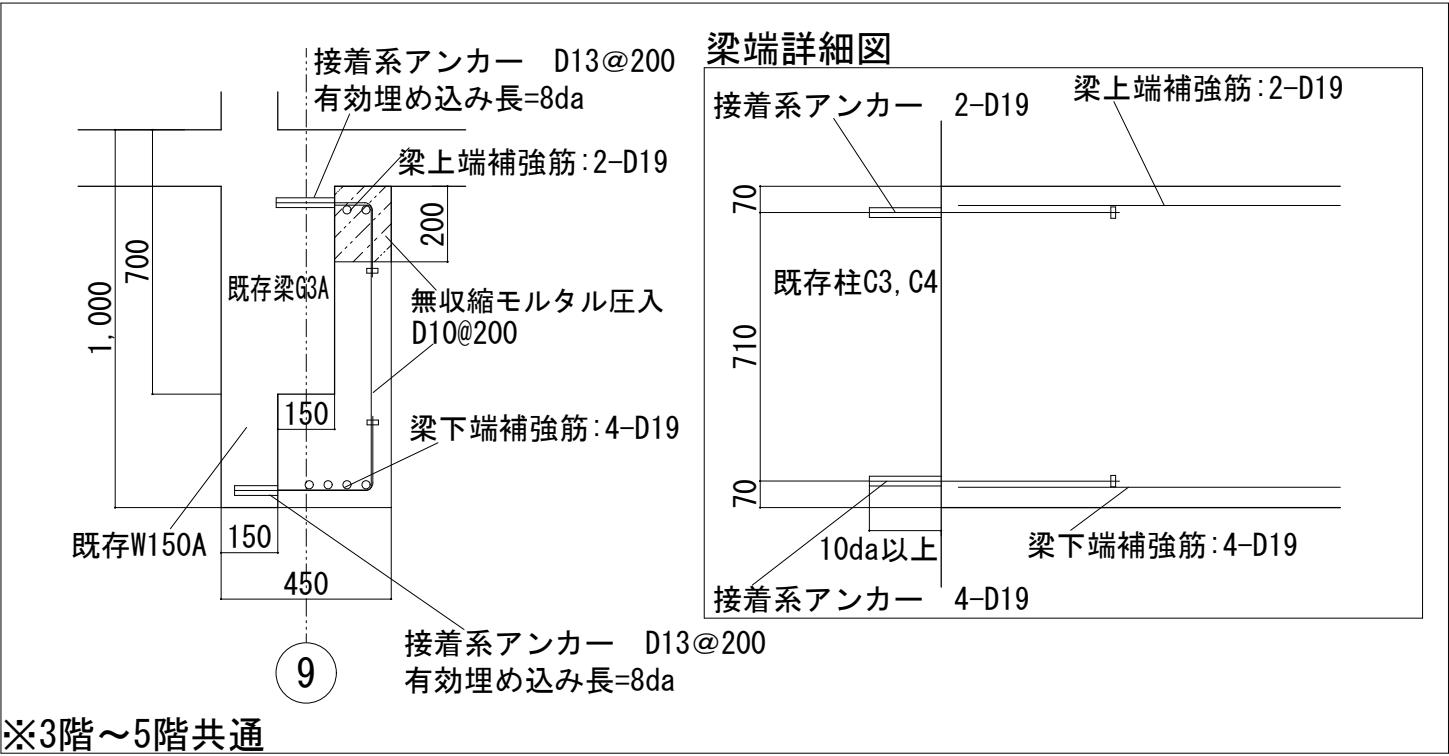 接着系アンカー　D13@200
有効埋め込み長=8da
梁上端補強筋:2-D19
200
700
1,000
既存梁G3A
無収縮モルタル圧入
D10@200
150
梁下端補強筋:4-D19
既存W150A
150
450
接着系アンカー　D13@200
有効埋め込み長=8da
9
※3階～5階共通
梁端詳細図
接着系アンカー　2-D19
梁上端補強筋:2-D19
70
既存柱C3,C4
710
70
10da以上
梁下端補強筋:4-D19
接着系アンカー　4-D19